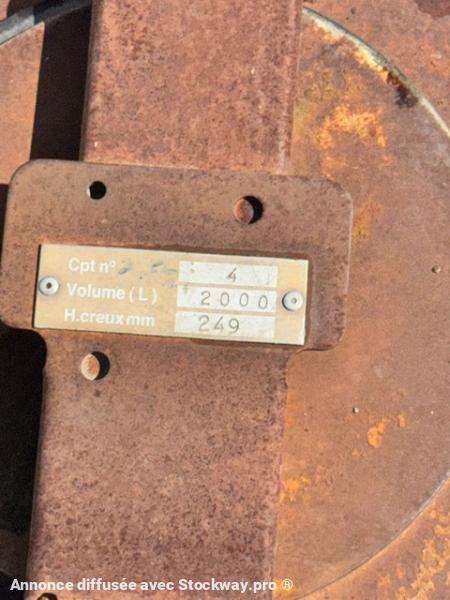 Cpt n° 4
Volume ( L ) 2000
H.creux mm 249
Annonce diffusée avec Stockway.pro ®